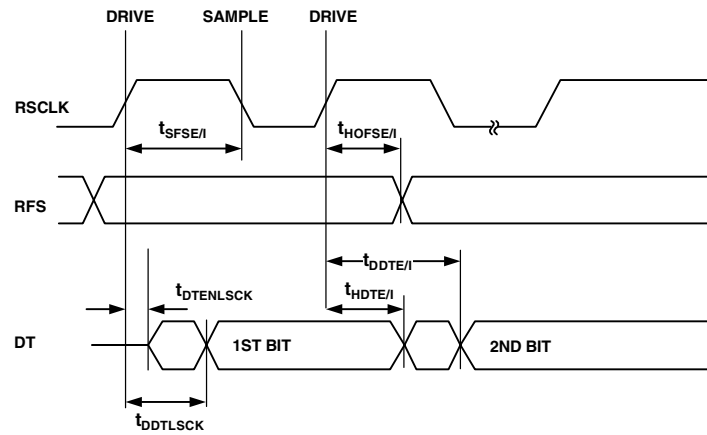 DRIVE SAMPLE DRIVE
RSCLK
tSFSE/I tHOFSE/I
RFS
tDDTE/I
tDTENLSCK tHDTE/I
DT 1ST BIT 2ND BIT
tDDTLSCK